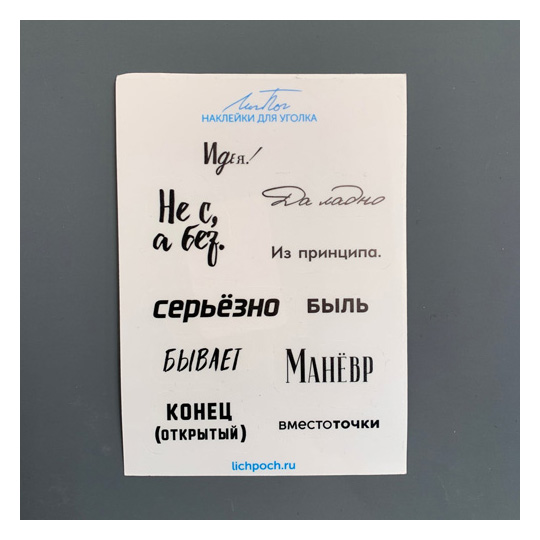 ЛичПоч
НАКЛЕЙКИ ДЛЯ УГОЛКА
Идея!
Не с,
а без.
Да ладно
Из принципа.
серьёзно
БЫЛЬ
БЫВАЕТ
МАНЁВР
КОНЕЦ
(ОТКРЫТЫЙ)
вместоточки
lichpoch.ru